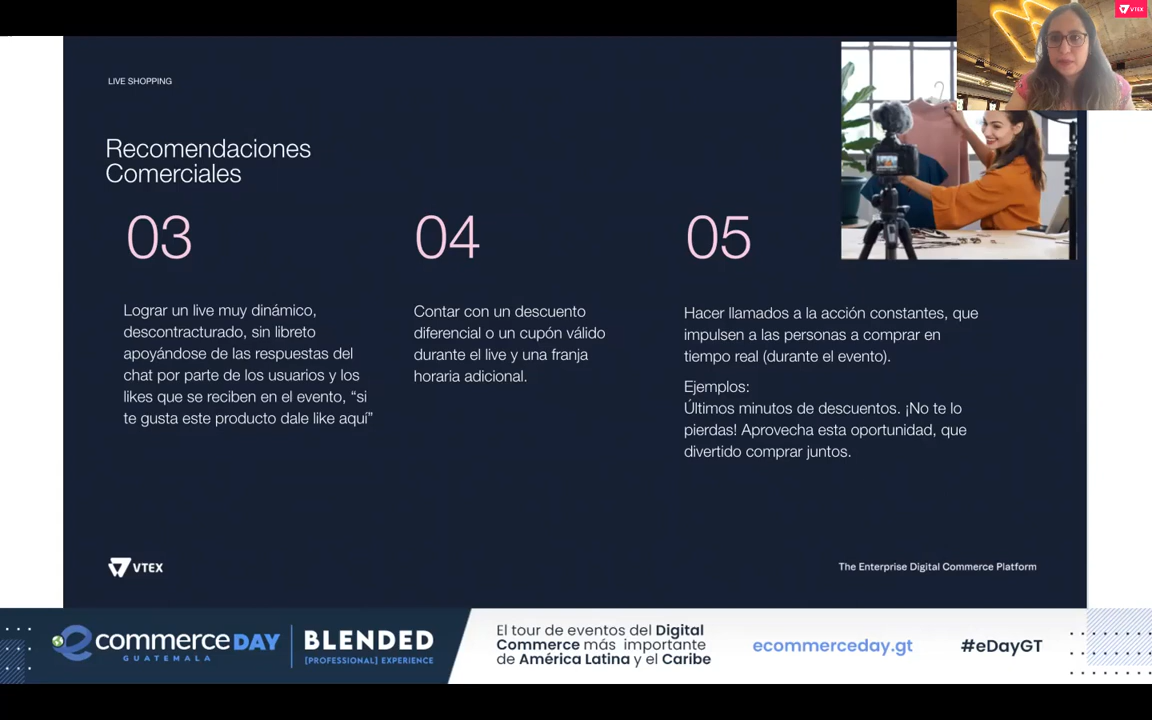 VTEX
LIVE SHOPPING
Recomendaciones
Comerciales
03
Lograr un live muy dinámico,
descontracturado, sin libreto
apoyándose de las respuestas del
chat por parte de los usuarios y los
likes que se reciben en el evento, “si
te gusta este producto dale like aquí”
04
Contar con un descuento
diferencial o un cupón válido
durante el live y una franja
horaria adicional.
05
Hacer llamados a la acción constantes, que
impulsen a las personas a comprar en
tiempo real (durante el evento).
Ejemplos:
Últimos minutos de descuentos. ¡No te lo
pierdas! Aprovecha esta oportunidad, que
divertido comprar juntos.
VTEX
The Enterprise Digital Commerce Platform
ecommerce DAY
GUATEMALA
BLENDED
[PROFESSIONAL] EXPERIENCE
El tour de eventos del Digital
Commerce más importante
de América Latina y el Caribe
ecommerceday.gt
#eDayGT